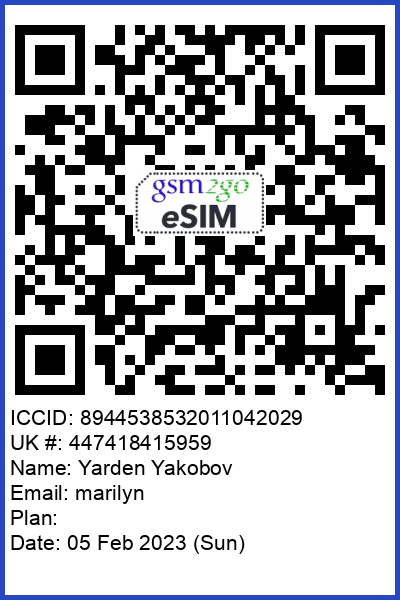 gsm2go
eSIM
ICCID: 8944538532011042029
UK #: 447418415959
Name: Yarden Yakobov
Email: marilyn
Plan:
Date: 05 Feb 2023 (Sun)